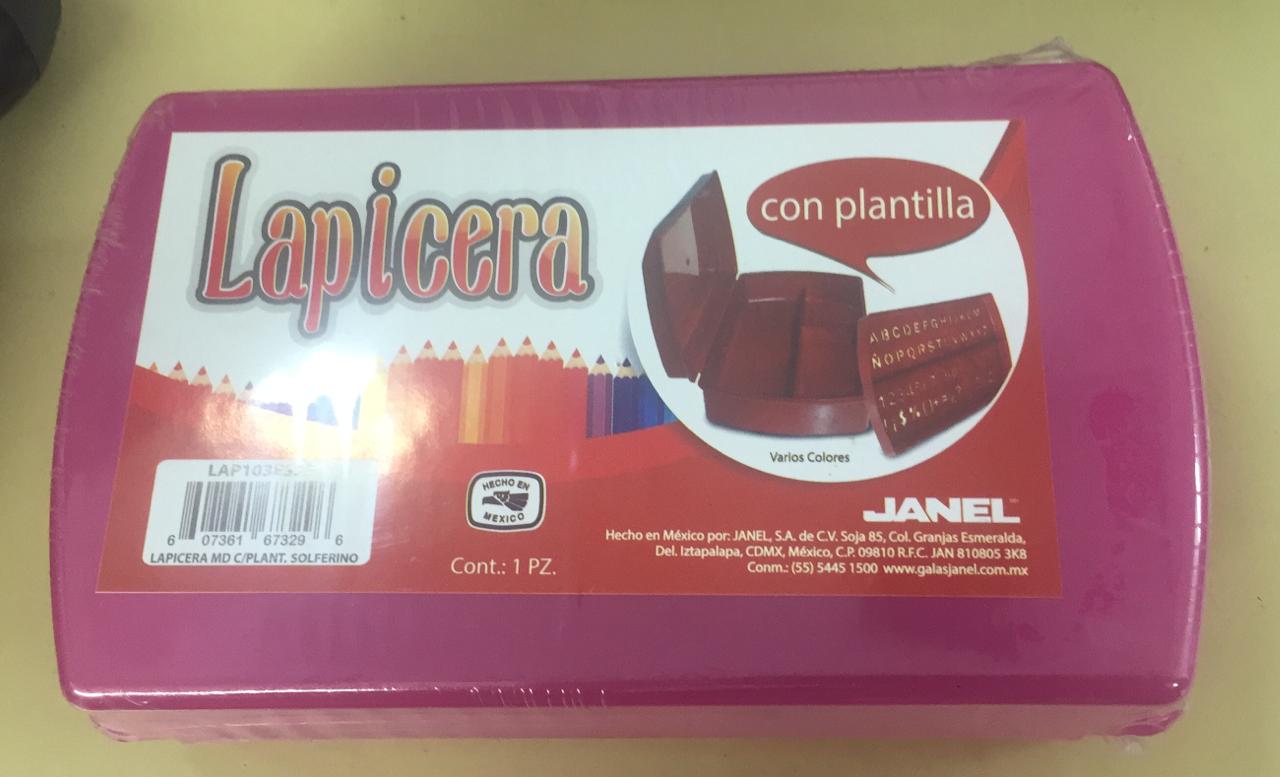 Lapicera
con plantilla
Varios Colores
6 07361 67329 6
LAPICERA MD C/PLANT. SOLFERINO
HECHO EN
MEXICO
Cont.: 1 PZ.
JANEL
Hecho en México por: JANEL, S.A. de C.V. Soja 85, Col. Granjas Esmeralda,
Del. Iztapalapa, CDMX, México, C.P. 09810 R.F.C. JAN 810805 3K8
Conm.: (55) 5445 1500 www.galasjanel.com.mx